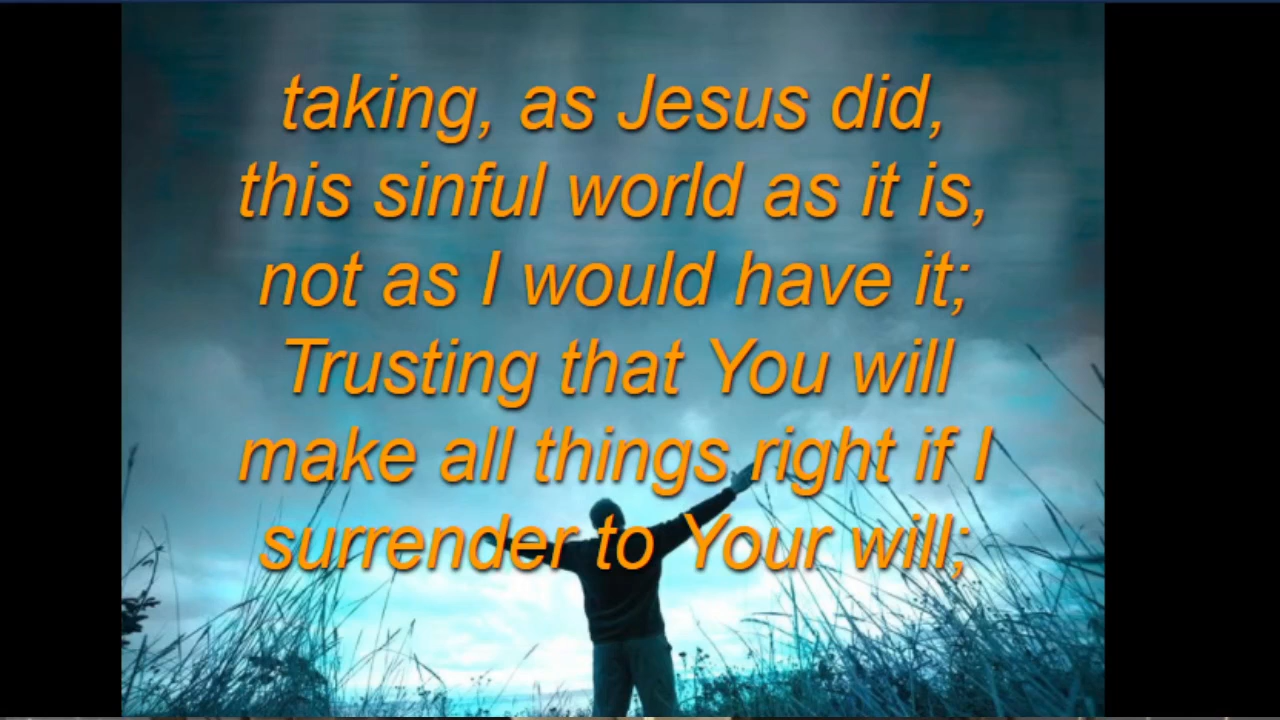 taking, as Jesus did,
this sinful world as it is,
not as I would have it;
Trusting that You will
make all things right if I
surrender to Your will;